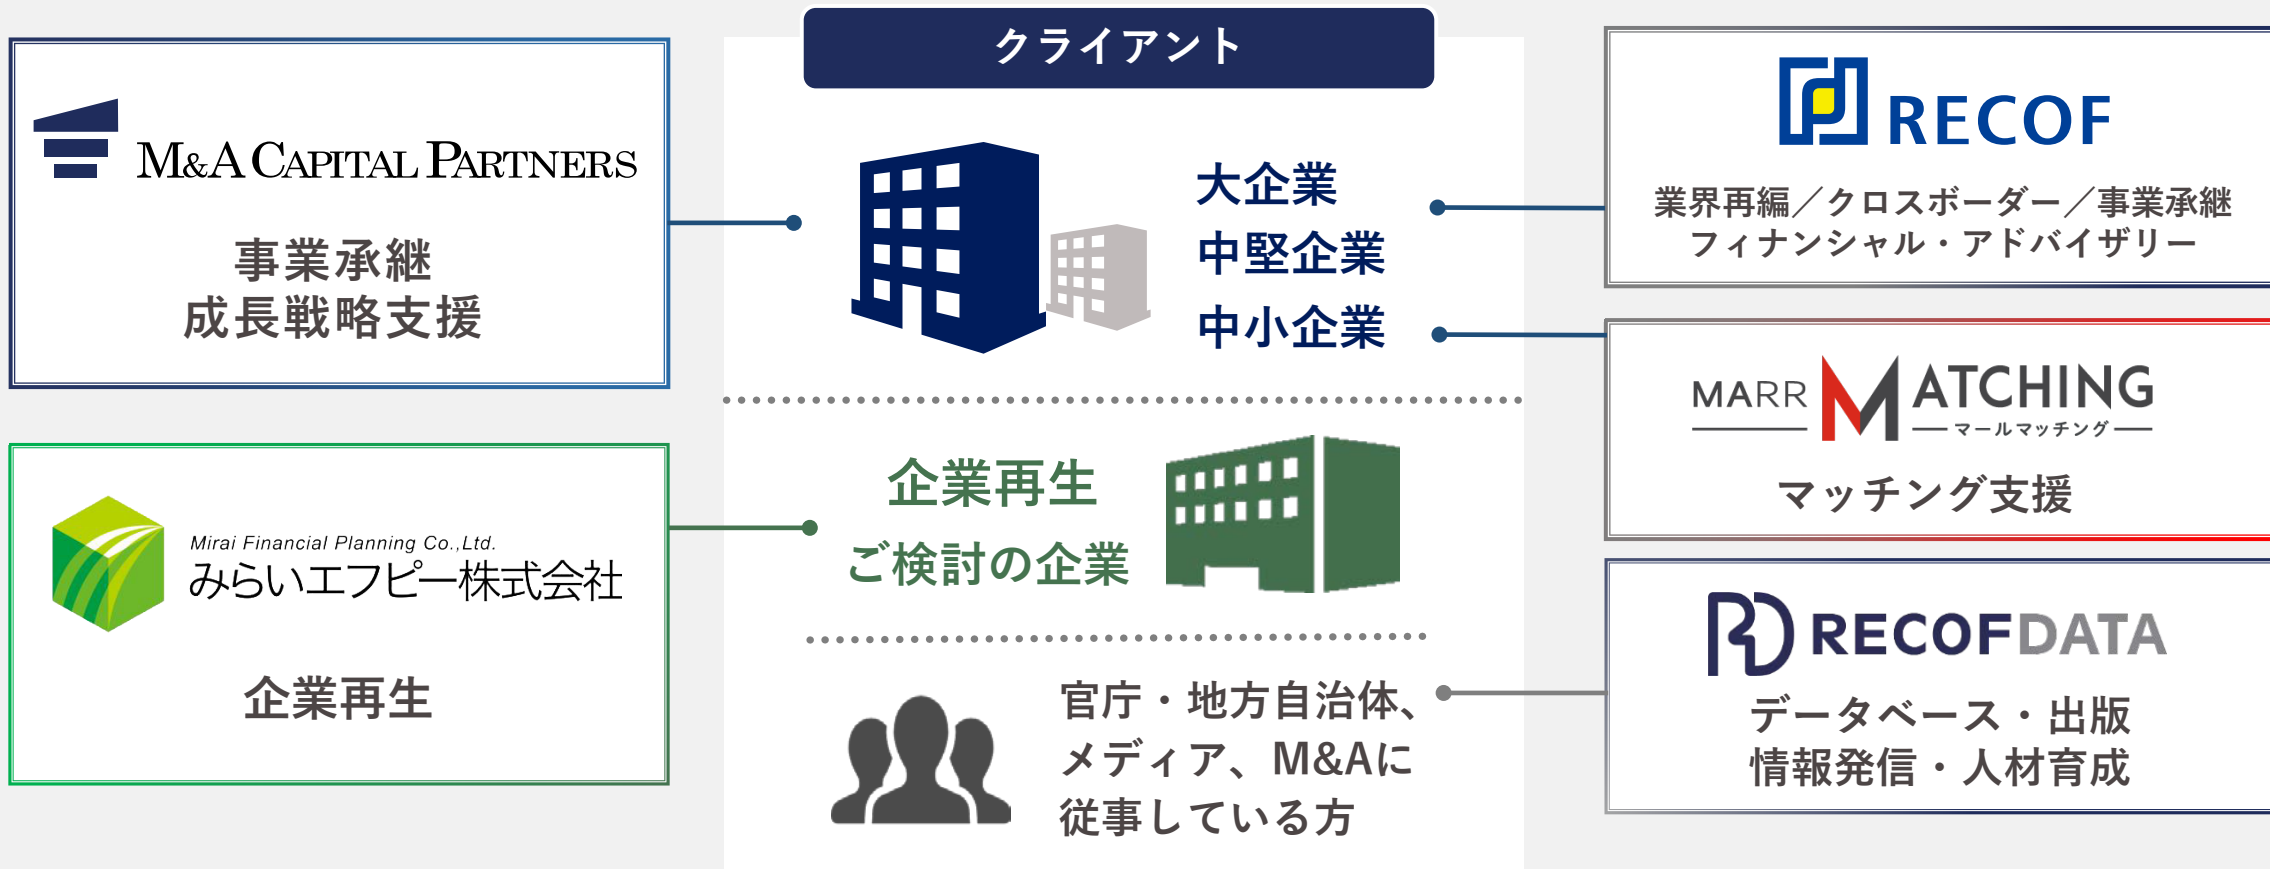 M&A CAPITAL PARTNERS
事業承継
成長戦略支援
Mirai Financial Planning Co.,Ltd.
みらいエフピー株式会社
企業再生
クライアント
大企業
中堅企業
中小企業
企業再生
ご検討の企業
官庁・地方自治体、
メディア、M&Aに
従事している方
RECOF
業界再編／クロスボーダー／事業承継
フィナンシャル・アドバイザリー
MARR MATCHING
マールマッチング
マッチング支援
RECOFDATA
データベース・出版
情報発信・人材育成